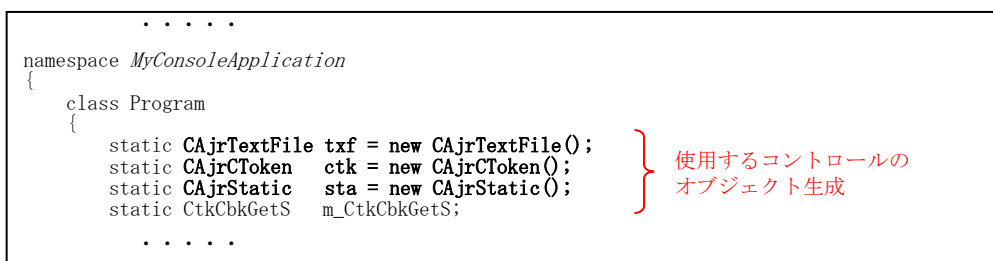 ・・・・・
namespace MyConsoleApplication
{
    class Program
    {
        static CAjrTextFile txf = new CAjrTextFile();
        static CAjrCToken   ctk = new CAjrCToken();
        static CAjrStatic   sta = new CAjrStatic();
        static CtkCbkGetS   m_CtkCbkGetS;
使用するコントロールの
オブジェクト生成
・・・・・